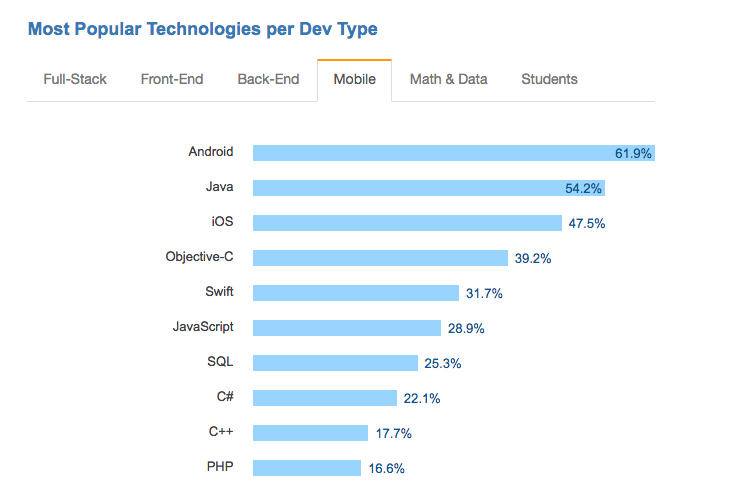 Most Popular Technologies per Dev Type
Full-Stack Front-End Back-End Mobile Math & Data Students
Android 61.9%
Java 54.2%
iOS 47.5%
Objective-C 39.2%
Swift 31.7%
JavaScript 28.9%
SQL 25.3%
C# 22.1%
C++ 17.7%
PHP 16.6%